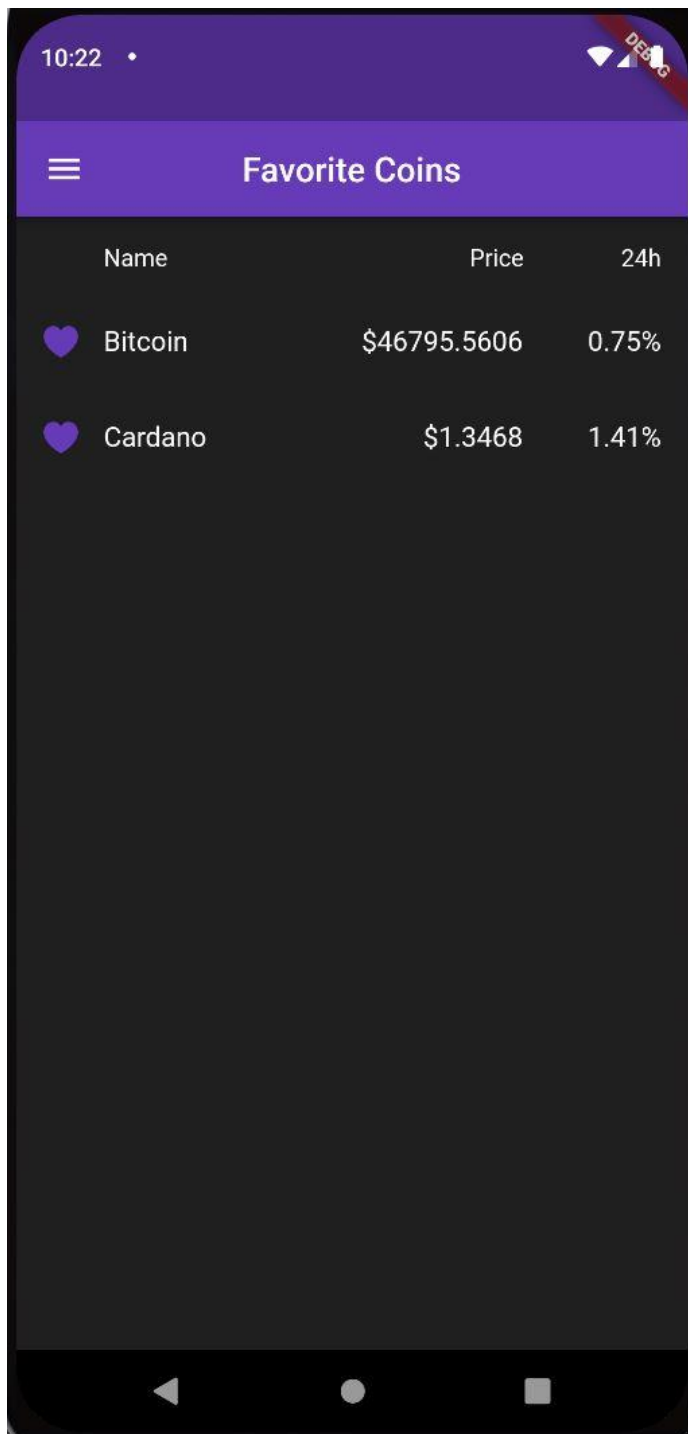 10:22
DEBUG
Favorite Coins
Name Price 24h
Bitcoin $46795.5606 0.75%
Cardano $1.3468 1.41%